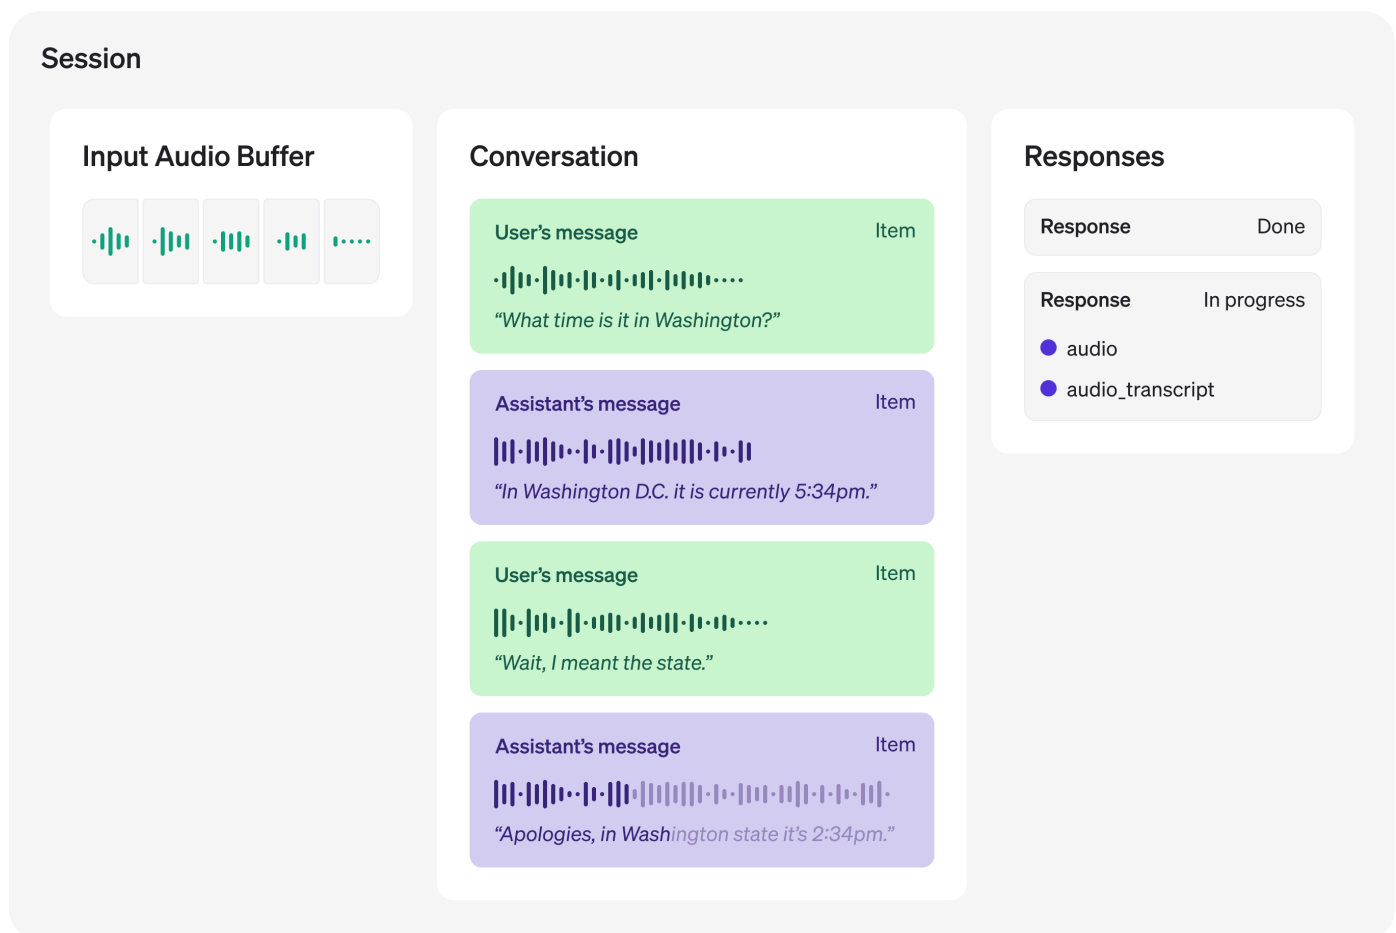 Session
Input Audio Buffer
Conversation
User’s message Item
“What time is it in Washington?”
Assistant’s message Item
“In Washington D.C. it is currently 5:34pm.”
User’s message Item
“Wait, I meant the state.”
Assistant’s message Item
“Apologies, in Washington state it’s 2:34pm.”
Responses
Response Done
Response In progress
audio
audio_transcript